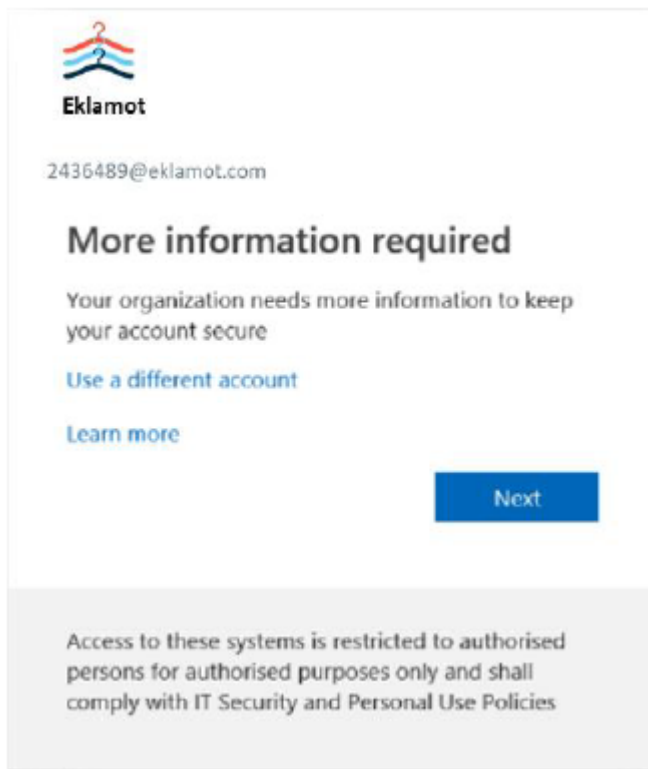 Eklamot
2436489@eklamot.com
More information required
Your organization needs more information to keep
your account secure
Use a different account
Learn more
Next
Access to these systems is restricted to authorised
persons for authorised purposes only and shall
comply with IT Security and Personal Use Policies